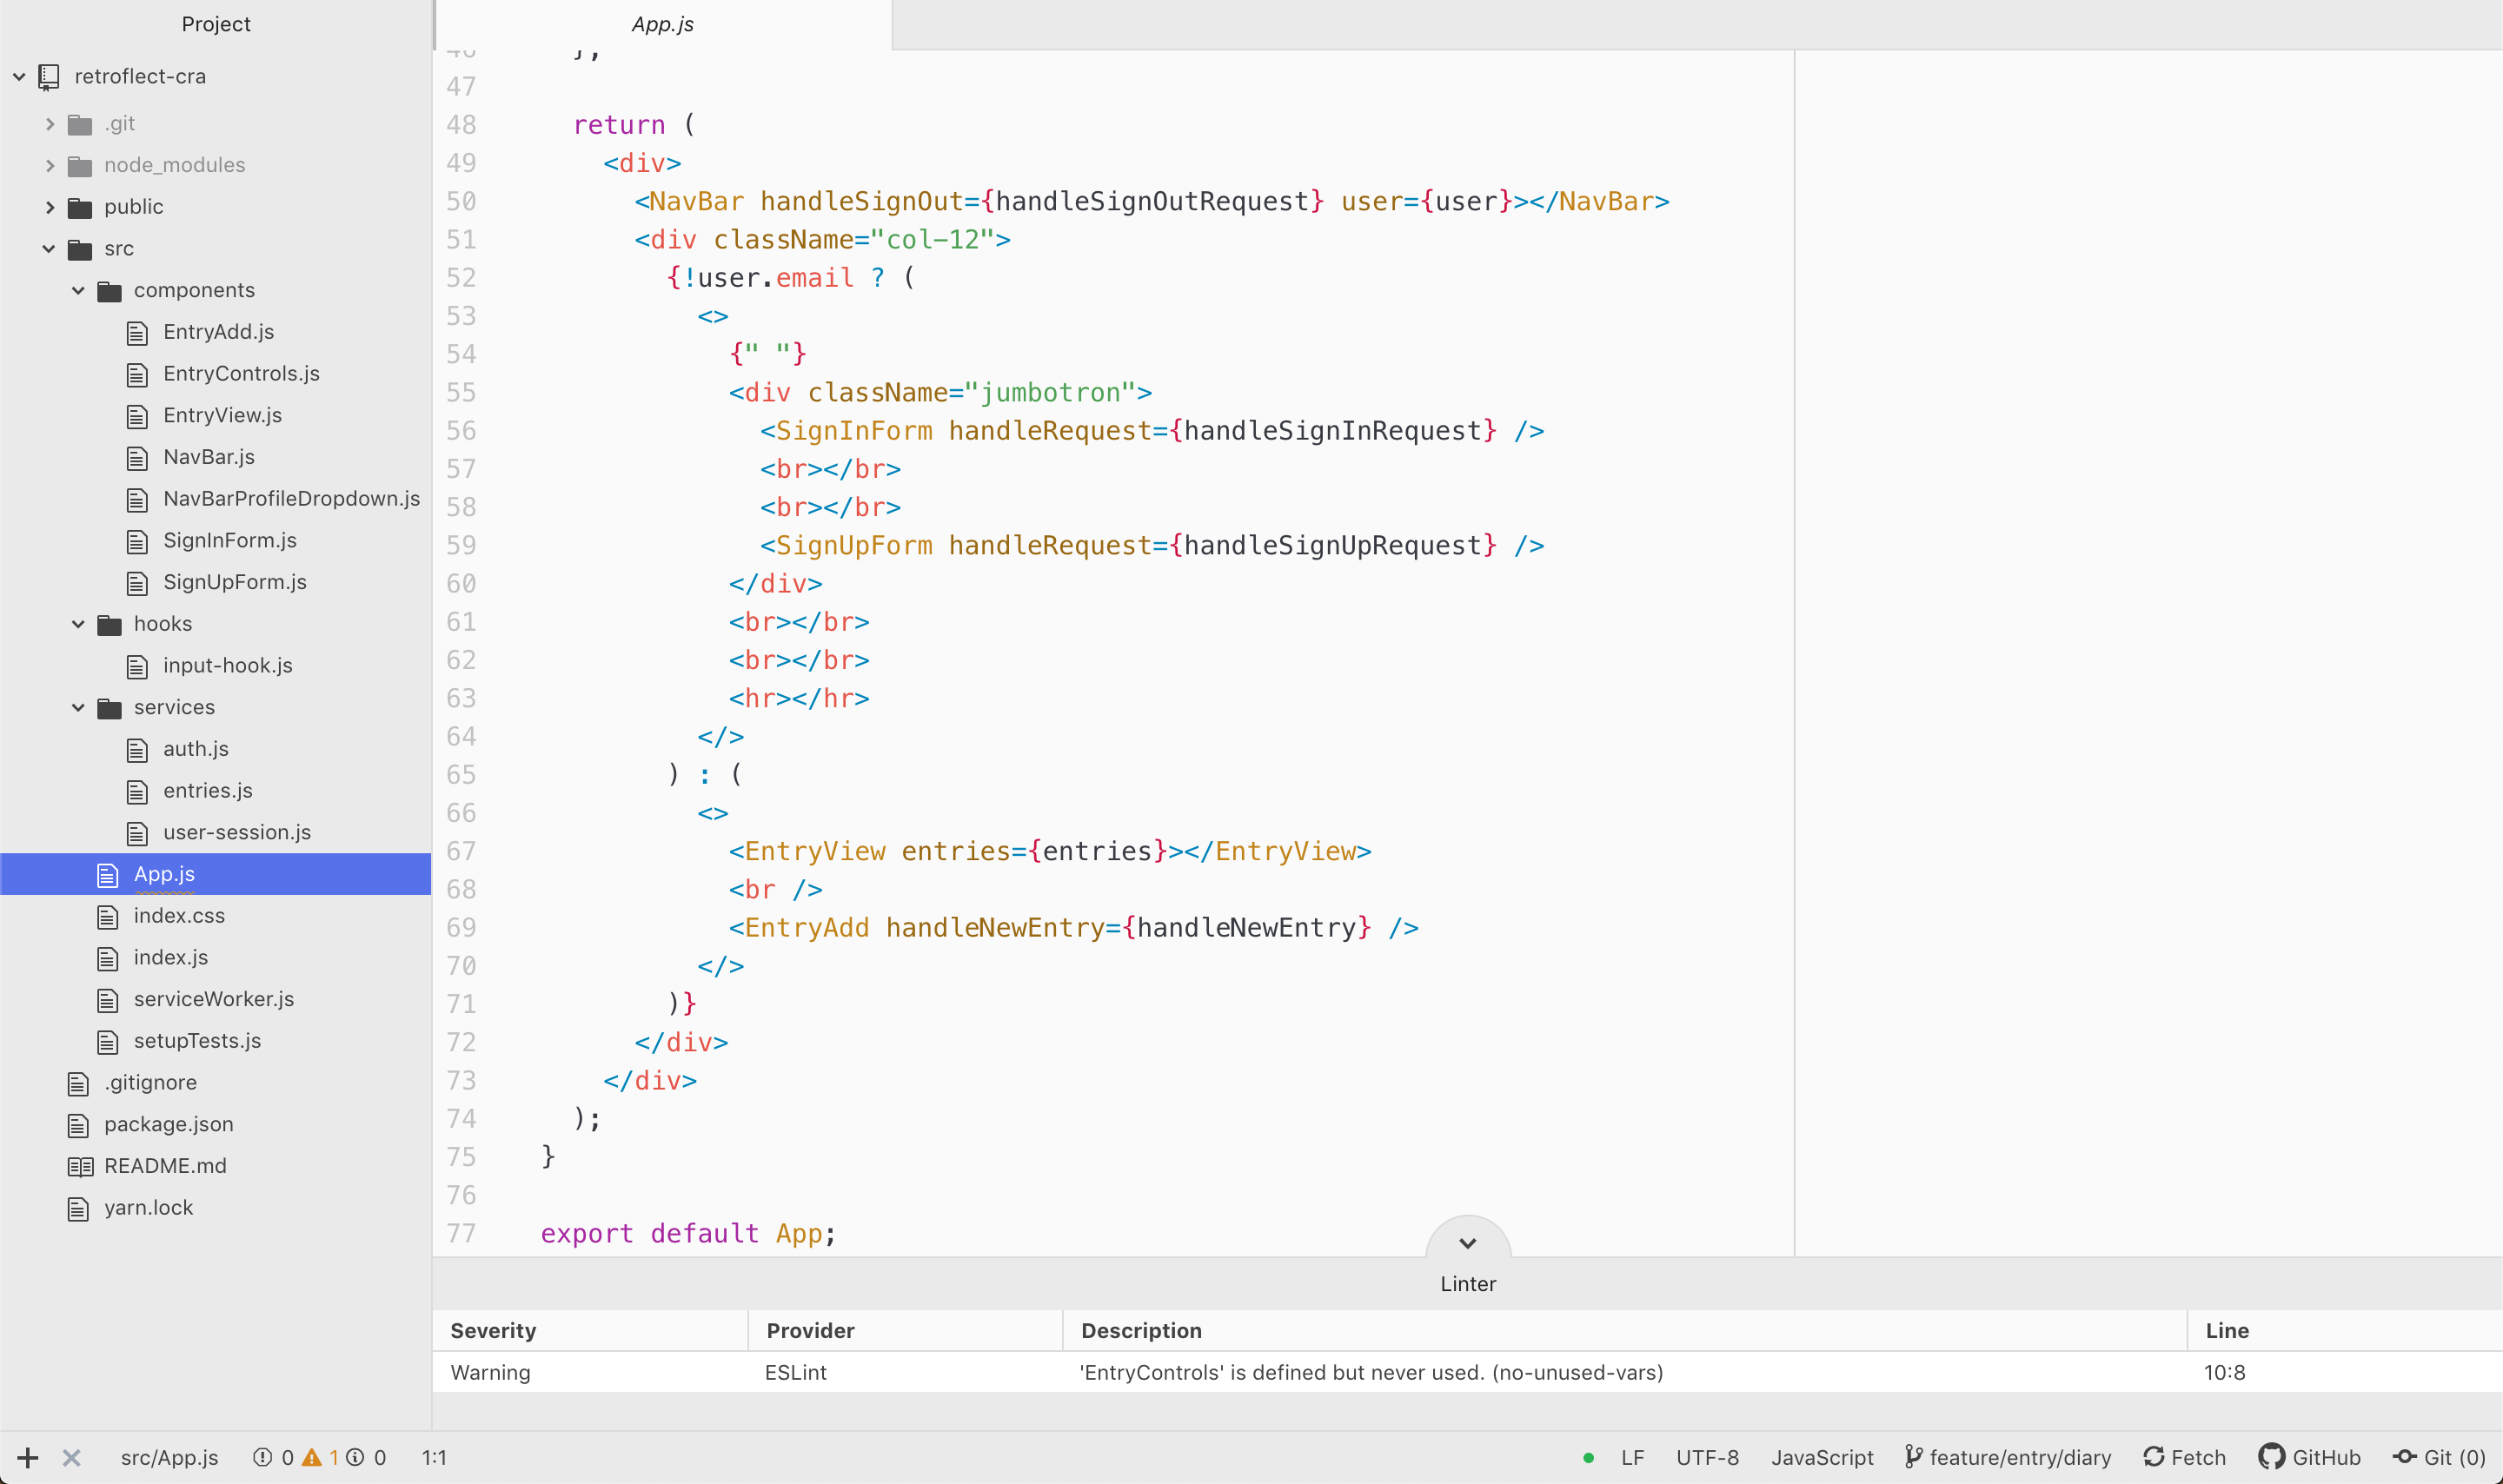 Project
retroflect-cra
.git
node_modules
public
src
components
EntryAdd.js
EntryControls.js
EntryView.js
NavBar.js
NavBarProfileDropdown.js
SignInForm.js
SignUpForm.js
hooks
input-hook.js
services
auth.js
entries.js
user-session.js
App.js
index.css
index.js
serviceWorker.js
setupTests.js
.gitignore
package.json
README.md
yarn.lock
App.js
46 };
47
48 return (
49 <div>
50 <NavBar handleSignOut={handleSignOutRequest} user={user}></NavBar>
51 <div className="col-12">
52 {!user.email ? (
53 <>
54 {" "}
55 <div className="jumbotron">
56 <SignInForm handleRequest={handleSignInRequest} />
57 <br></br>
58 <br></br>
59 <SignUpForm handleRequest={handleSignUpRequest} />
60 </div>
61 <br></br>
62 <br></br>
63 <hr></hr>
64 </>
65 ) : (
66 <>
67 <EntryView entries={entries}></EntryView>
68 <br />
69 <EntryAdd handleNewEntry={handleNewEntry} />
70 </>
71 )}
72 </div>
73 </div>
74 );
75 }
76
77 export default App;
Linter
Severity Provider Description Line
Warning ESLint 'EntryControls' is defined but never used. (no-unused-vars) 10:8
src/App.js 0 1 0 1:1 LF UTF-8 JavaScript feature/entry/diary Fetch GitHub Git (0)